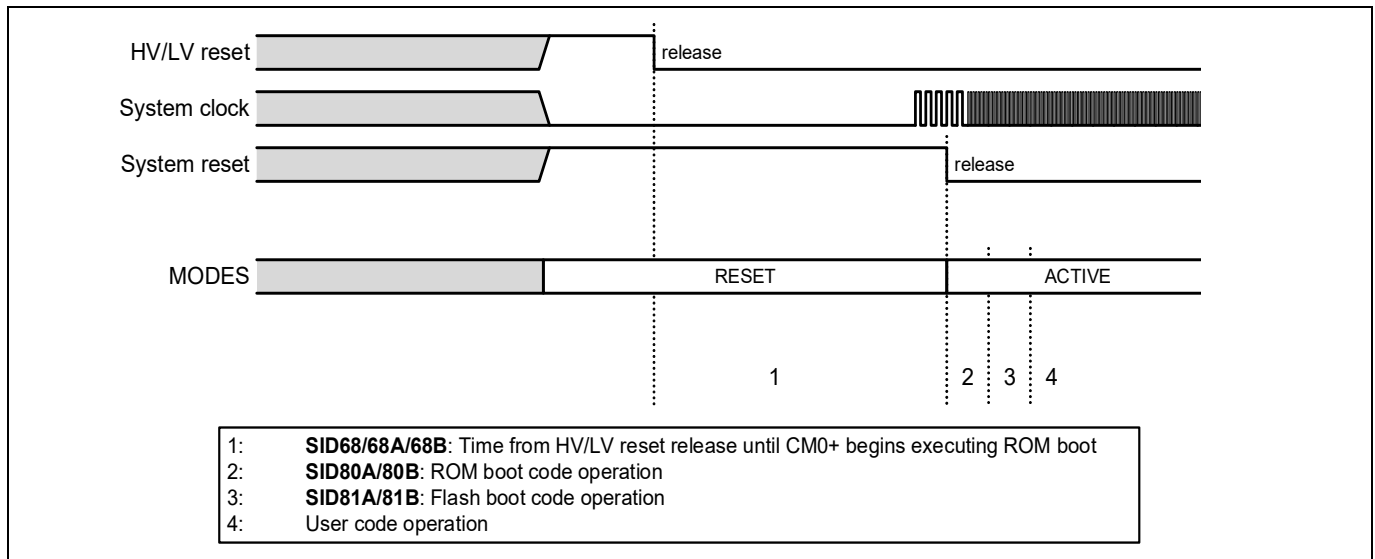 HV/LV reset
release
System clock
System reset
release
MODES
RESET
ACTIVE
1
2
3
4
1: SID68/68A/68B: Time from HV/LV reset release until CM0+ begins executing ROM boot
2: SID80A/80B: ROM boot code operation
3: SID81A/81B: Flash boot code operation
4: User code operation